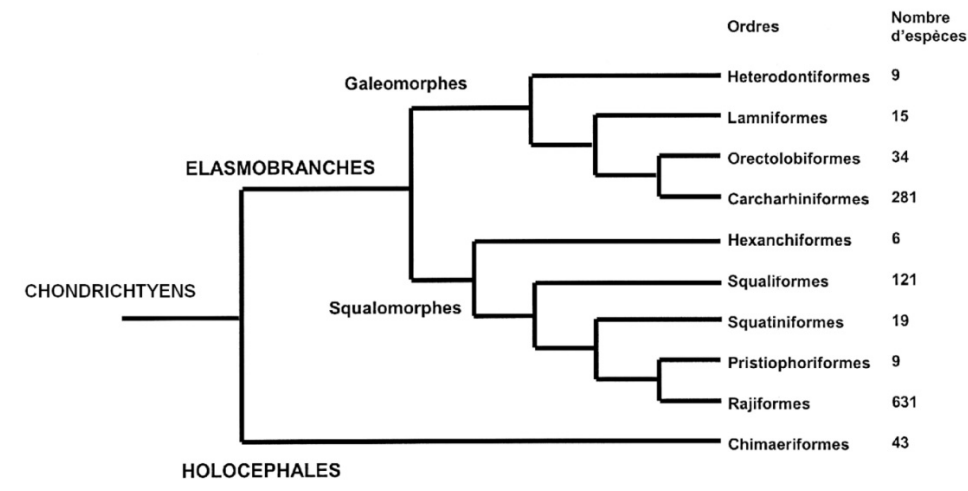 Ordres
Nombre
d'espèces
Galeomorphes
Heterodontiformes 9
Lamniformes 15
ELASMOBRANCHES
Orectolobiformes 34
Carcharhiniformes 281
Hexanchiformes 6
CHONDRICHTYENS
Squaliformes 121
Squalomorphes
Squatiniformes 19
Pristiophoriformes 9
Rajiformes 631
Chimaeriformes 43
HOLOCEPHALES